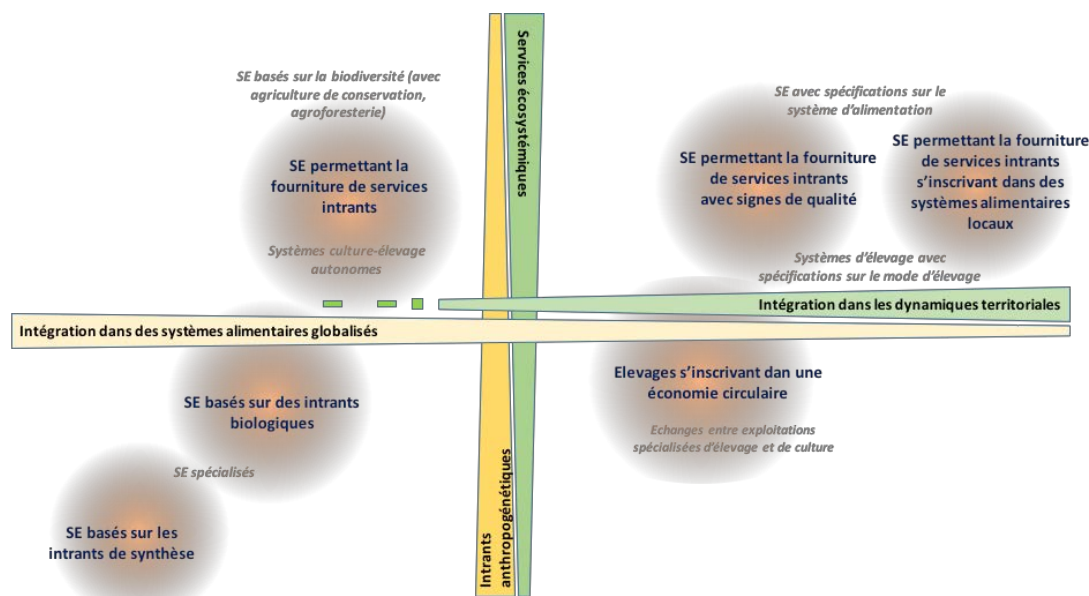 SE basés sur la biodiversité (avec
agriculture de conservation,
agroforesterie)
SE permettant la
fourniture de services
intrants
Systèmes culture-élevage
autonomes
Services écosystémiques
SE avec spécifications sur le
système d'alimentation
SE permettant la fourniture
de services intrants
avec signes de qualité
SE permettant la fourniture
de services intrants
s'inscrivant dans des
systèmes alimentaires
locaux
Systèmes d'élevage avec
spécifications sur le mode d'élevage
Intégration dans les dynamiques territoriales
Intégration dans des systèmes alimentaires globalisés
SE basés sur des intrants
biologiques
SE spécialisés
SE basés sur les
intrants de synthèse
Intrants
anthropogénétiques
Elevages s'inscrivant dan une
économie circulaire
Echanges entre exploitations
spécialisées d'élevage et de culture